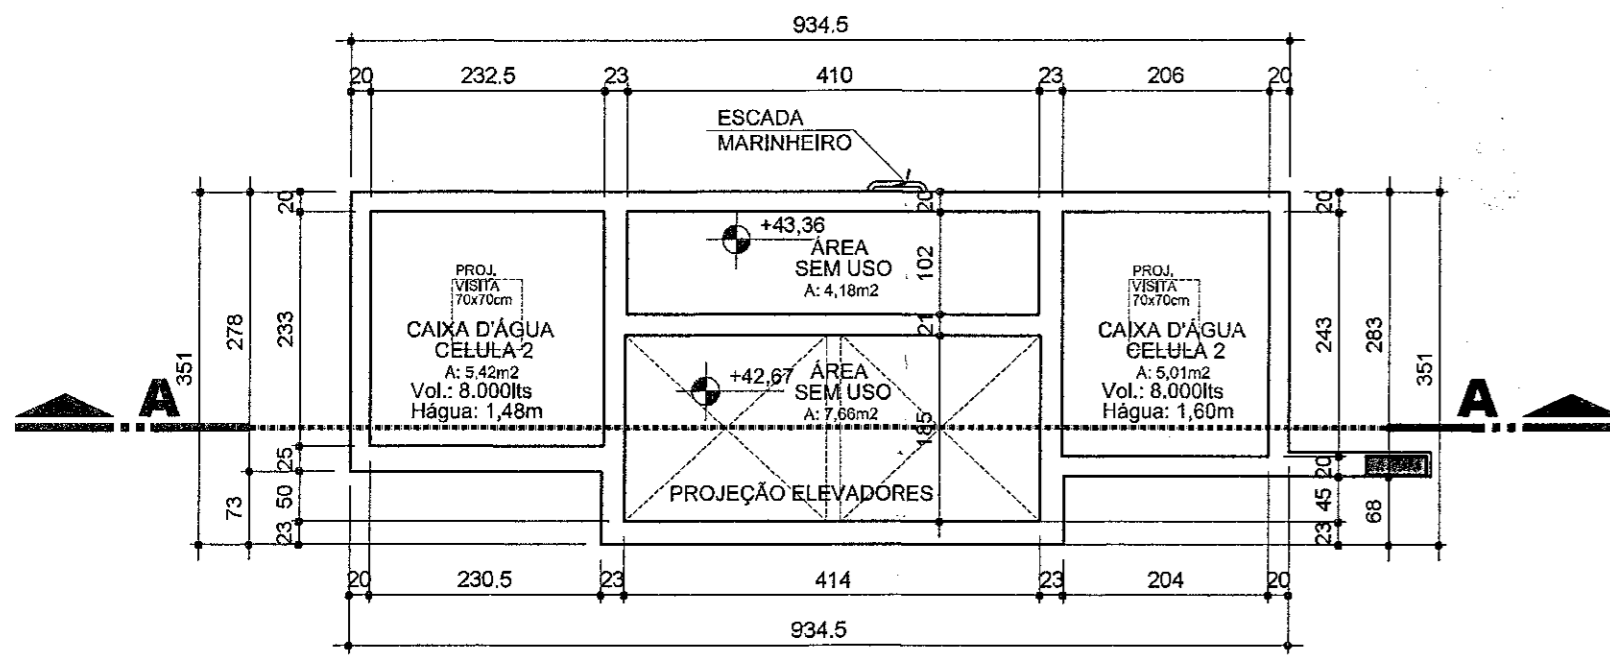 934.5
20 232.5 23 410 23 206 20
ESCADA
MARINHEIRO
20 20 20
+43,36
ÁREA
SEM USO
A: 4,18m2
102
PROJ.
VISITA
70x70cm
PROJ.
VISITA
70x70cm
351 278 233 21 243 283 351
CAIXA D'ÁGUA
CELULA 2
A: 5,42m2
Vol.: 8.000lts
Hágua: 1,48m
+42,67
ÁREA
SEM USO
A: 7,66m2
185
CAIXA D'ÁGUA
CELULA 2
A: 5,01m2
Vol.: 8.000lts
Hágua: 1,60m
A A
25 20
73 50 PROJEÇÃO ELEVADORES 45 68
23 23
20 230.5 23 414 23 204 20
934.5